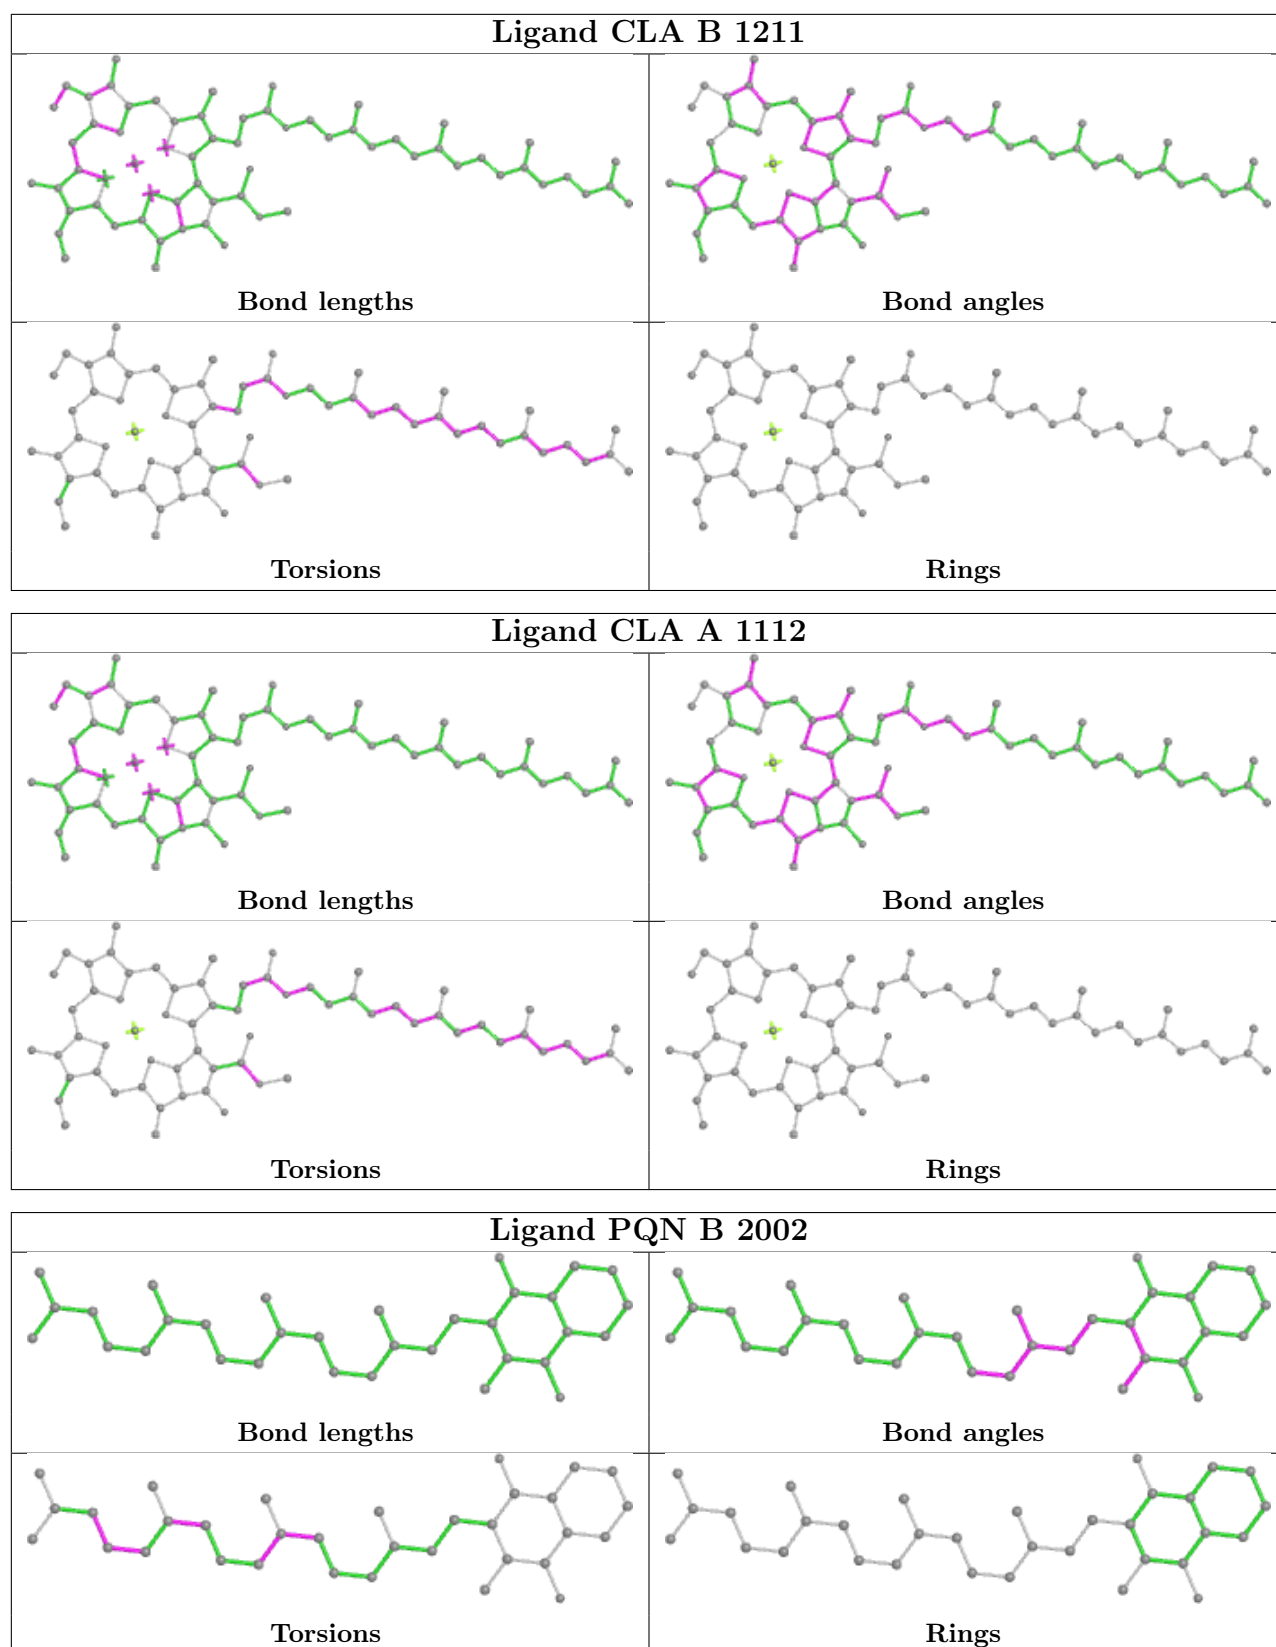 Ligand CLA B 1211
Bond lengths
Bond angles
Torsions
Rings
Ligand CLA A 1112
Bond lengths
Bond angles
Torsions
Rings
Ligand PQN B 2002
Bond lengths
Bond angles
Torsions
Rings